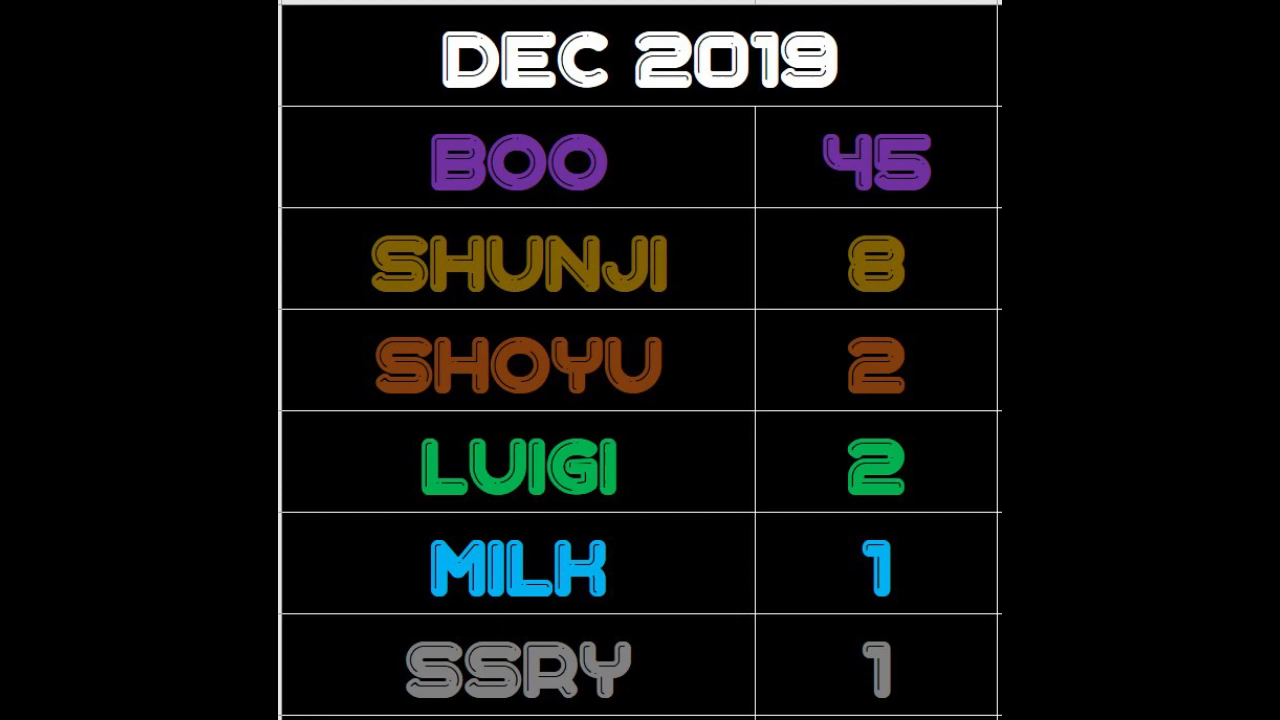 DEC 2019
BOO 45
SHUNJI 8
SHOYU 2
LUIGI 2
MILK 1
SSRY 1